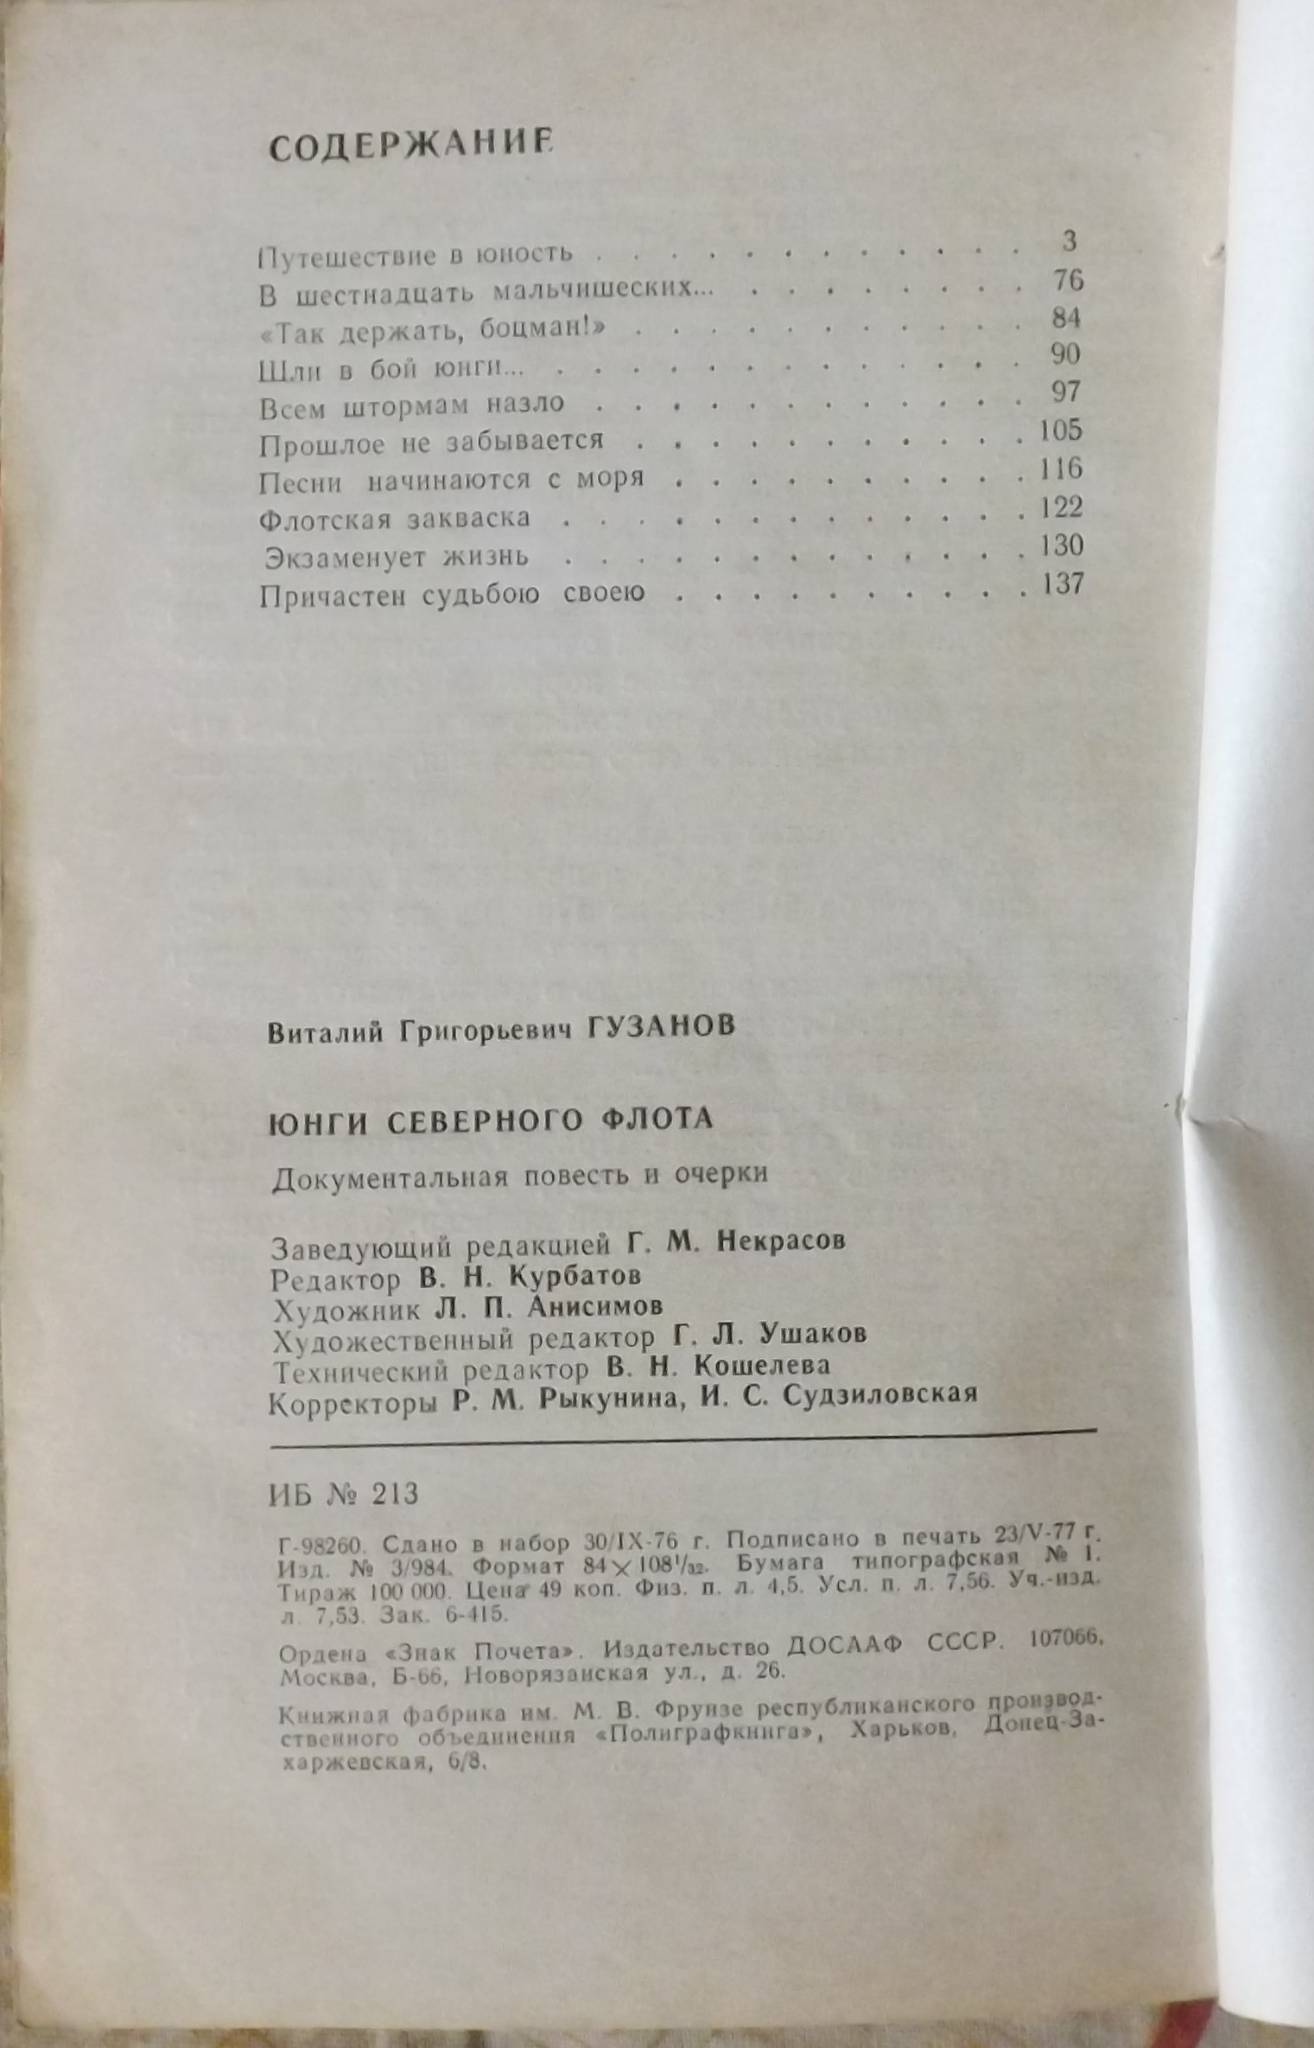 СОДЕРЖАНИЕ
Путешествие в юность . . . . . . . . . . . . 3
В шестнадцать мальчишеских... . . . . . . . . 76
«Так держать, боцман!» . . . . . . . . . . . 84
Шли в бой юнги... . . . . . . . . . . . . . 90
Всем штормам назло . . . . . . . . . . . . 97
Прошлое не забывается . . . . . . . . . . . 105
Песни начинаются с моря . . . . . . . . . . 116
Флотская закваска . . . . . . . . . . . . . 122
Экзаменует жизнь . . . . . . . . . . . . . 130
Причастен судьбою своею . . . . . . . . . . 137
Виталий Григорьевич ГУЗАНОВ
ЮНГИ СЕВЕРНОГО ФЛОТА
Документальная повесть и очерки
Заведующий редакцией Г. М. Некрасов
Редактор В. Н. Курбатов
Художник Л. П. Анисимов
Художественный редактор Г. Л. Ушаков
Технический редактор В. Н. Кошелева
Корректоры Р. М. Рыкунина, И. С. Судзиловская
ИБ № 213
Г-98260. Сдано в набор 30/IX-76 г. Подписано в печать 23/V-77 г.
Изд. № 3/984. Формат 84×108¹/₃₂. Бумага типографская № 1.
Тираж 100 000. Цена 49 коп. Физ. п. л. 4,5. Усл. п. л. 7,56. Уч.-изд.
л. 7,53. Зак. 6-415.
Ордена «Знак Почета». Издательство ДОСААФ СССР. 107066,
Москва, Б-66, Новорязанская ул., д. 26.
Книжная фабрика им. М. В. Фрунзе республиканского производ-
ственного объединения «Полиграфкнига», Харьков, Донец-За-
харжевская, 6/8.